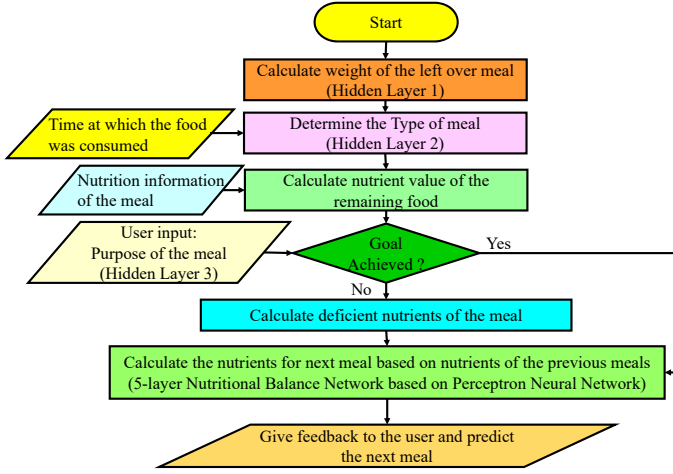 Start
Calculate weight of the left over meal
(Hidden Layer 1)
Time at which the food
was consumed
Determine the Type of meal
(Hidden Layer 2)
Nutrition information
of the meal
Calculate nutrient value of the
remaining food
User input:
Purpose of the meal
(Hidden Layer 3)
Goal
Achieved ?
Yes
No
Calculate deficient nutrients of the meal
Calculate the nutrients for next meal based on nutrients of the previous meals
(5-layer Nutritional Balance Network based on Perceptron Neural Network)
Give feedback to the user and predict
the next meal